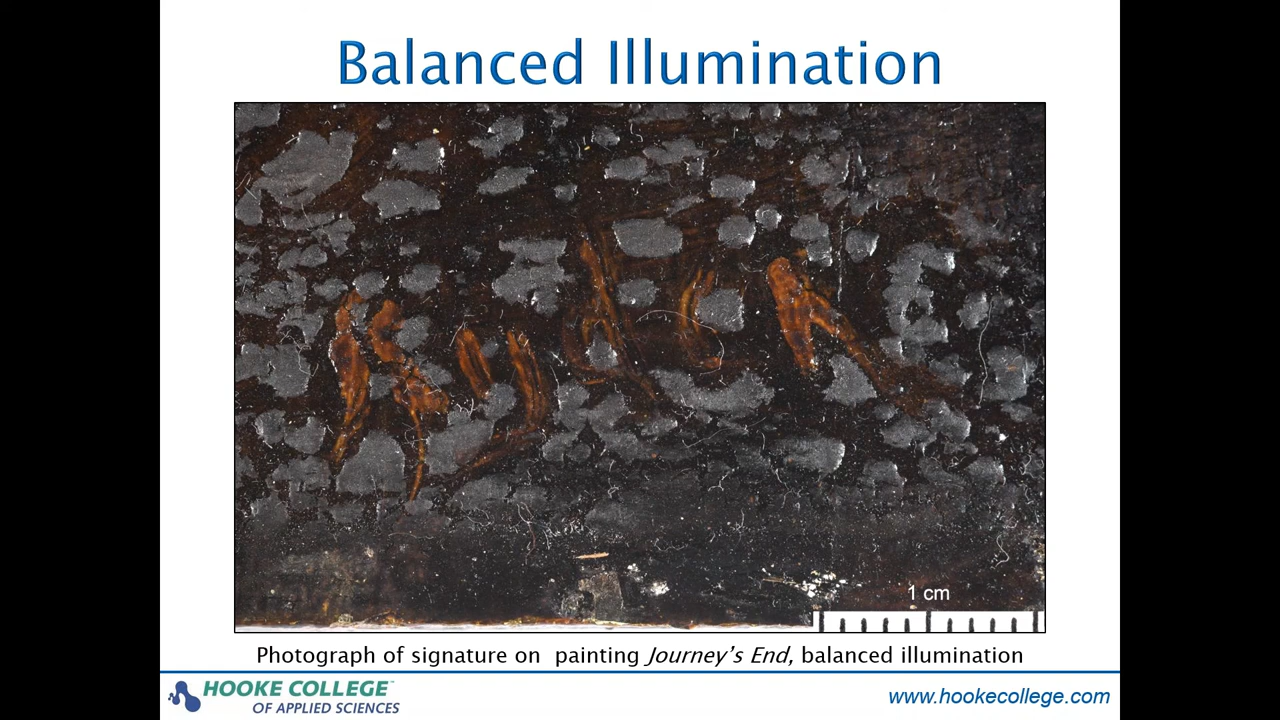 Balanced Illumination
1 cm
Photograph of signature on painting Journey's End, balanced illumination
HOOKE COLLEGE™
OF APPLIED SCIENCES
www.hookecollege.com